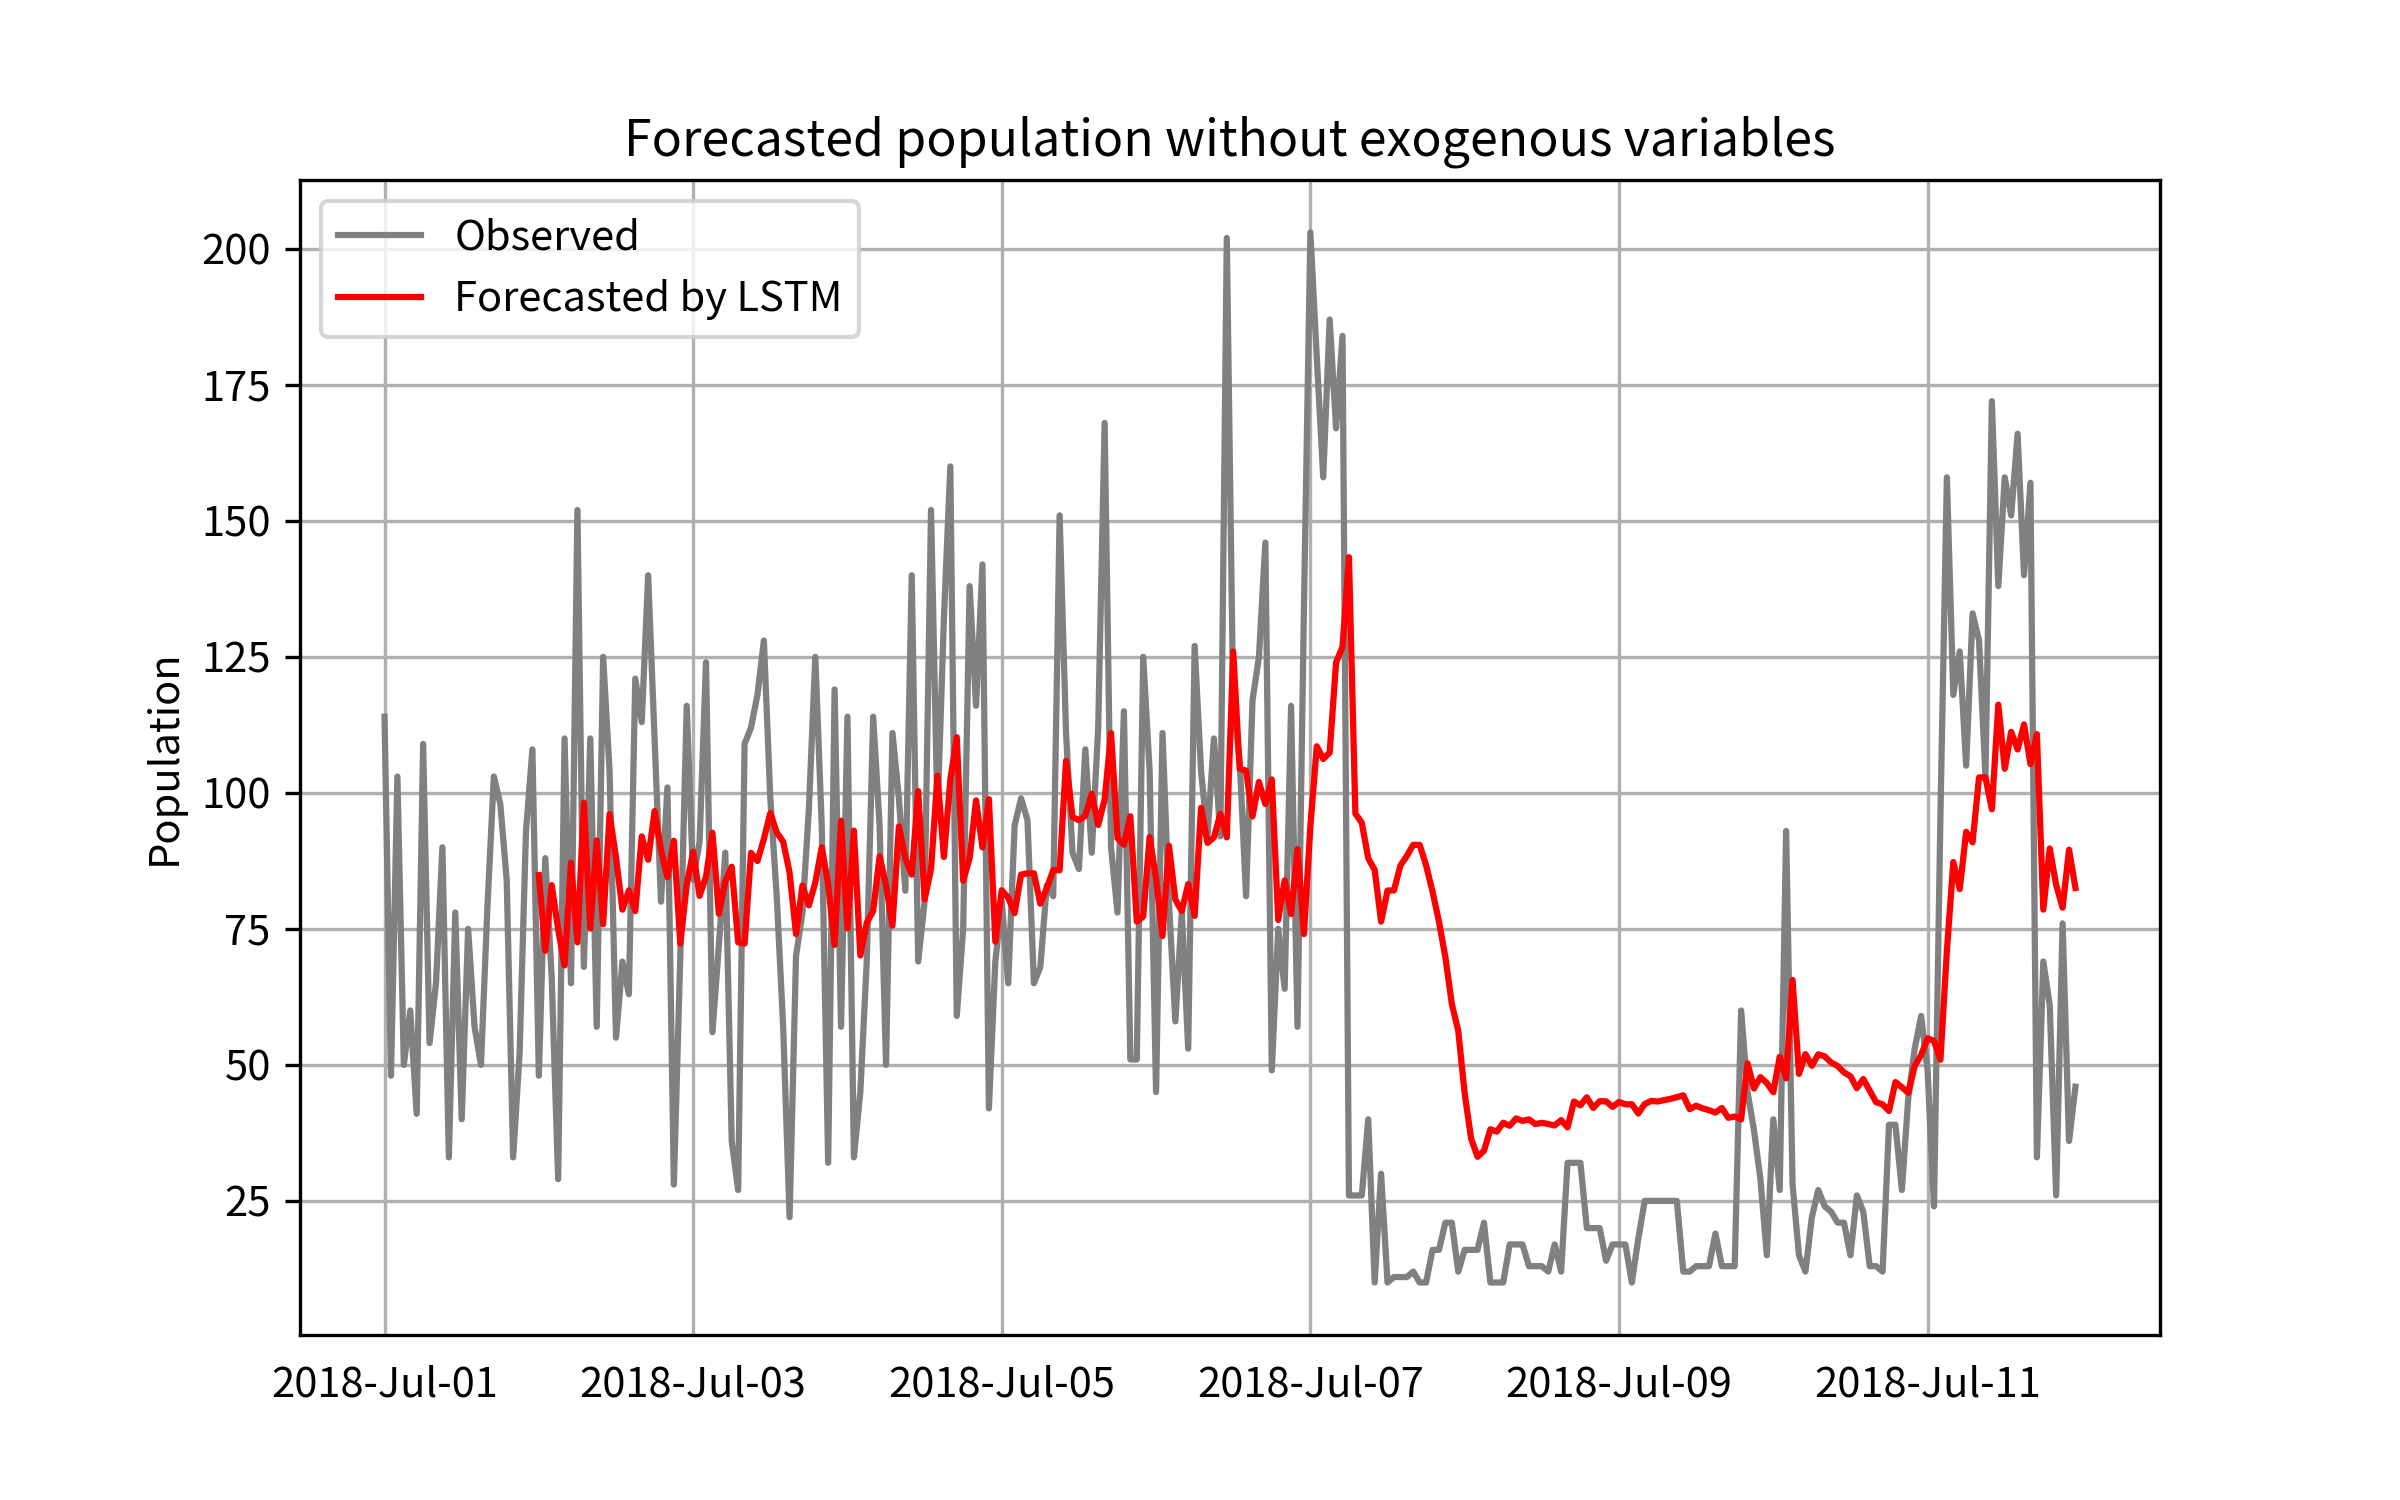 Forecasted population without exogenous variables
Observed
Forecasted by LSTM
Population
200
175
150
125
100
75
50
25
2018-Jul-01
2018-Jul-03
2018-Jul-05
2018-Jul-07
2018-Jul-09
2018-Jul-11